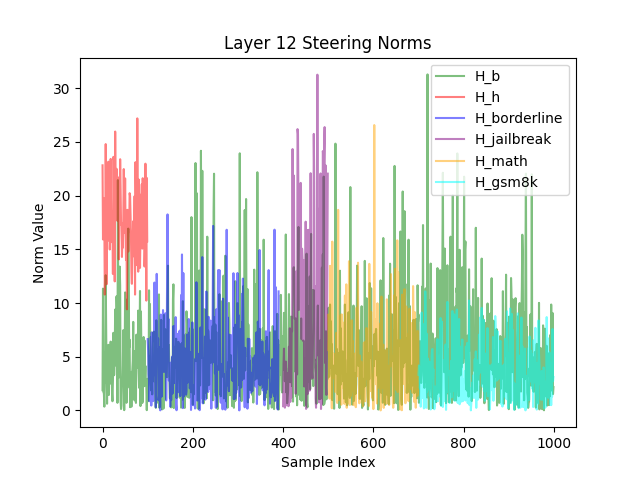 Layer 12 Steering Norms
30
25
20
15
10
5
0
Norm Value
0
200
400
600
800
1000
Sample Index
H_b
H_h
H_borderline
H_jailbreak
H_math
H_gsm8k